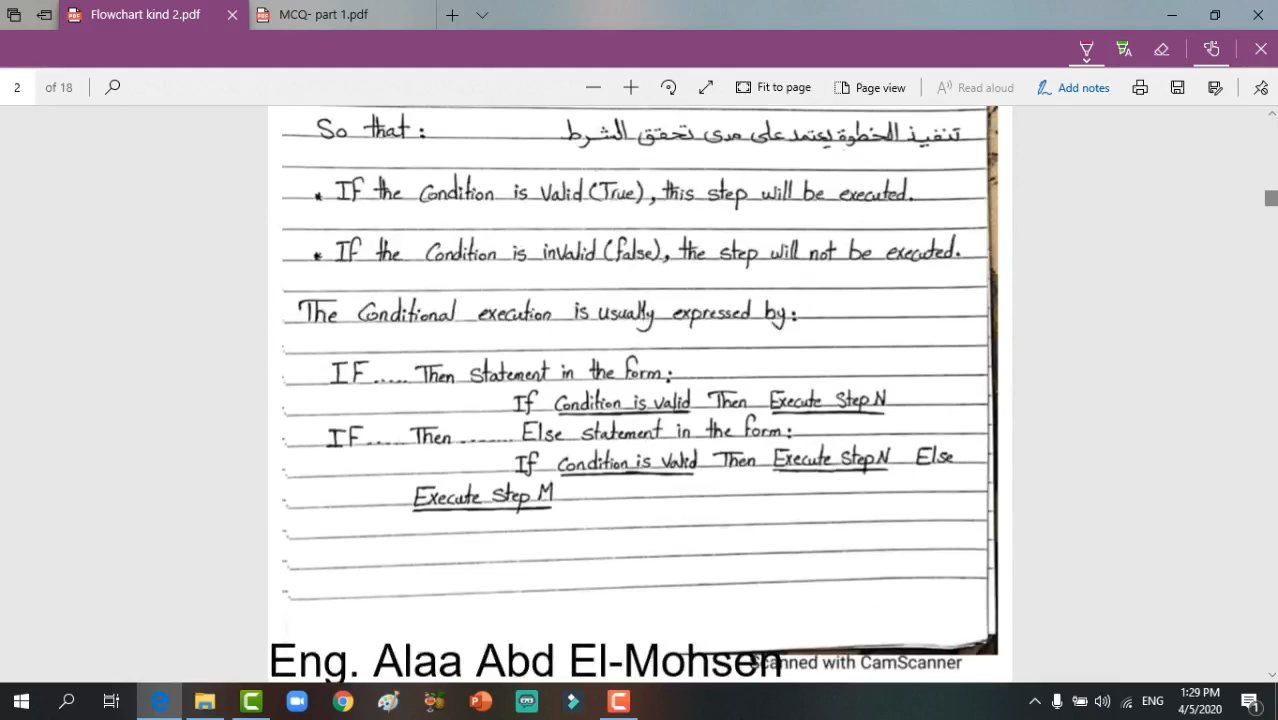 Flowchart kind 2.pdf
MCQ- part 1.pdf
2 of 18
Fit to page
Page view
Read aloud
Add notes
So that: تنفيذ الخطوة يعتمد على مدى تحقق الشرط
* If the Condition is Valid (True), this step will be executed.
* If the Condition is invalid (false), the step will not be executed.
The Conditional execution is usually expressed by:
IF ..... Then statement in the form:
If Condition is valid Then Execute step N
IF ..... Then ....... Else statement in the form:
If Condition is valid Then Execute step N Else
Execute step M
Eng. Alaa Abd El-Mohsen
Scanned with CamScanner
ENG
1:29 PM
4/5/2020
1